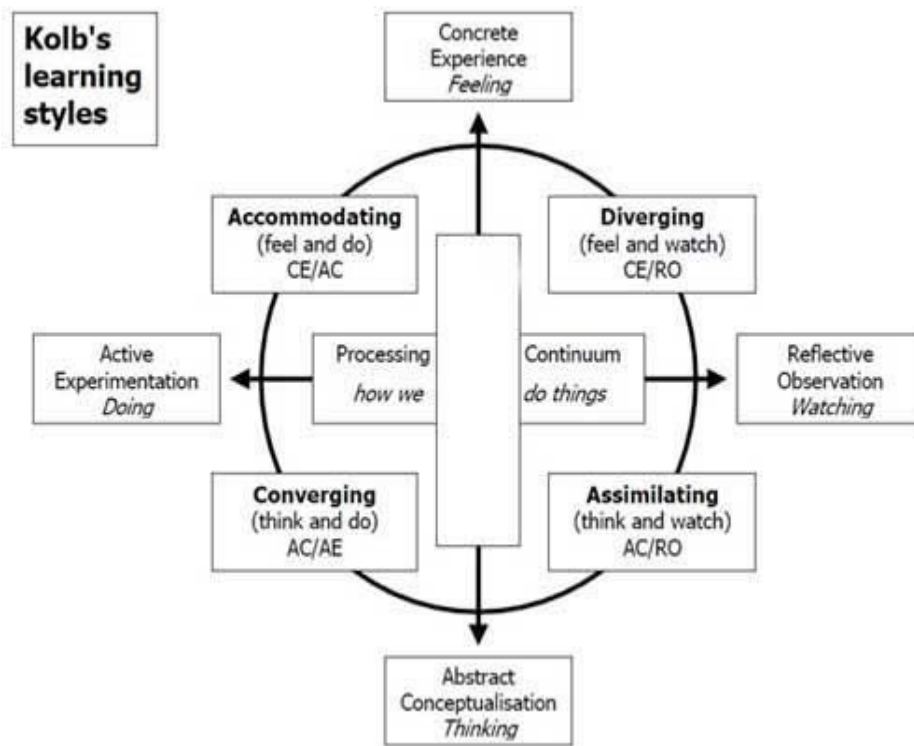 Kolb's
learning
styles
Concrete
Experience
Feeling
Accommodating
(feel and do)
CE/AC
Diverging
(feel and watch)
CE/RO
Active
Experimentation
Doing
Processing
how we
Continuum
do things
Reflective
Observation
Watching
Converging
(think and do)
AC/AE
Assimilating
(think and watch)
AC/RO
Abstract
Conceptualisation
Thinking